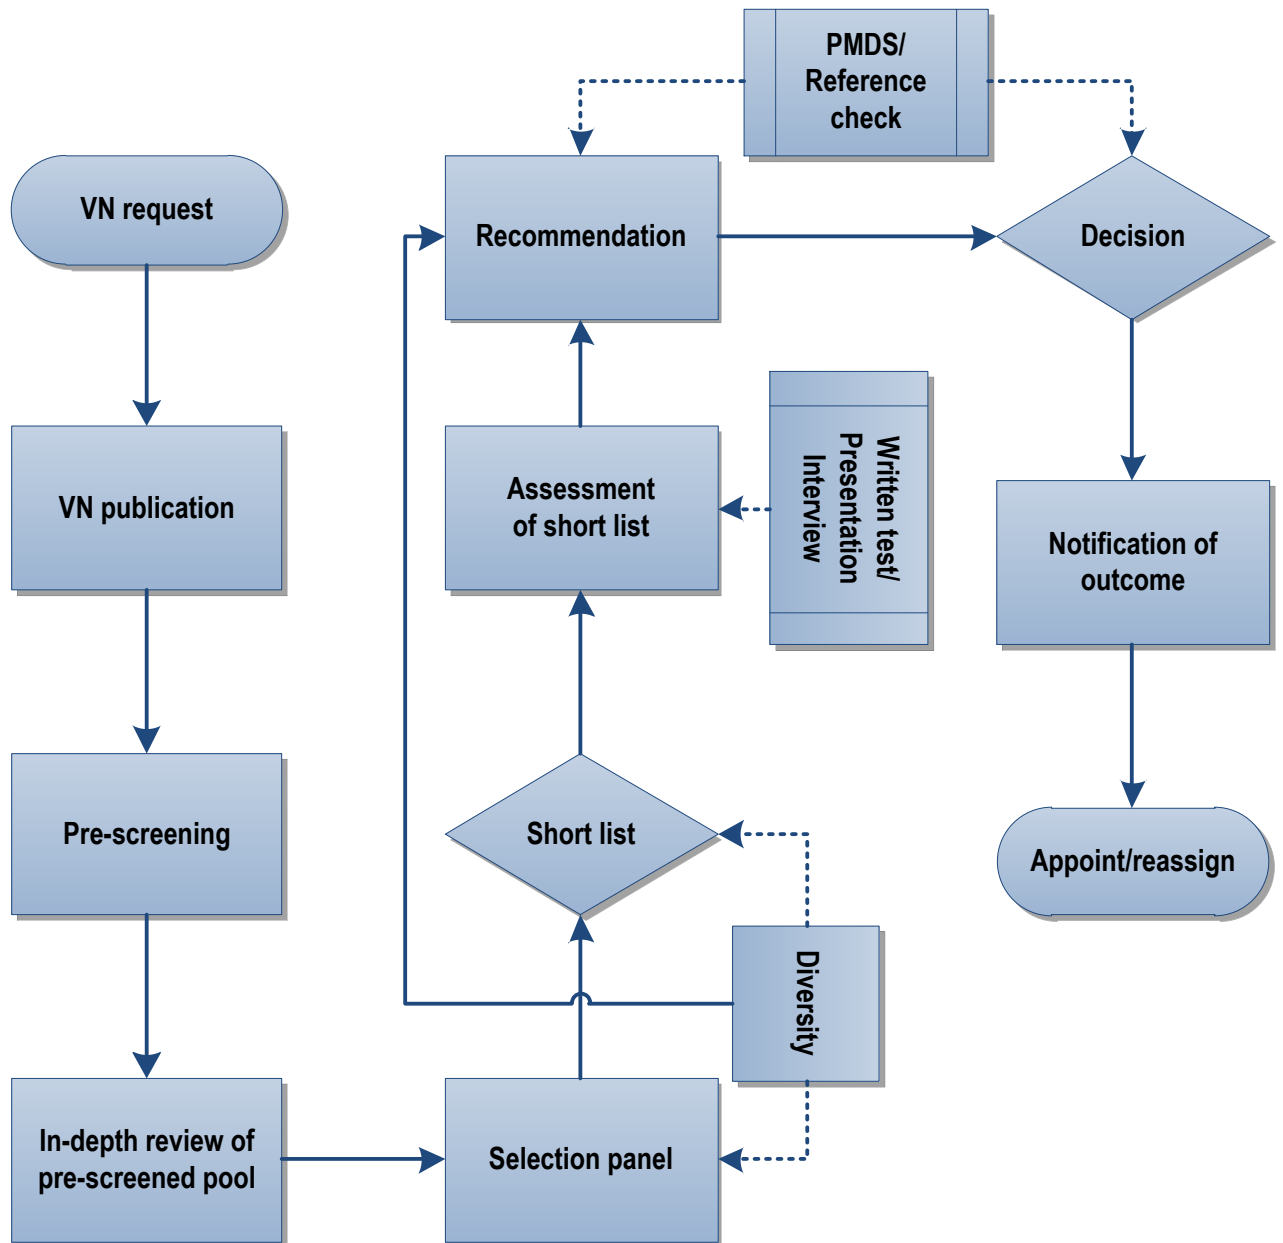 VN request
VN publication
Pre-screening
In-depth review of
pre-screened pool
Selection panel
Diversity
Short list
Assessment
of short list
Written test/
Presentation
Interview
Recommendation
PMDS/
Reference
check
Decision
Notification of
outcome
Appoint/reassign